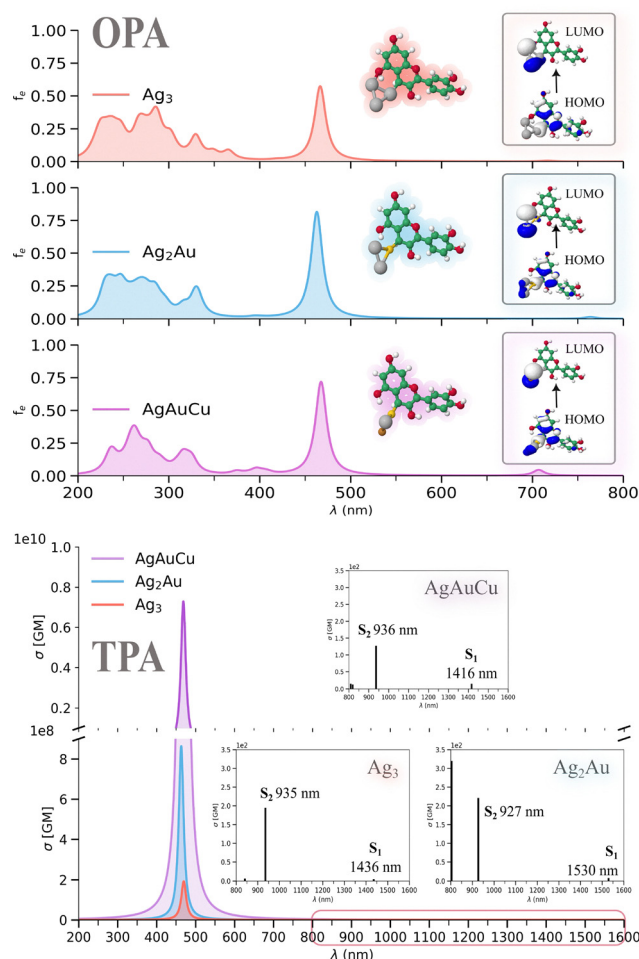 OPA
1.00
0.75
0.50
0.25
0.00
fe
Ag3
LUMO
HOMO
1.00
0.75
0.50
0.25
0.00
fe
Ag2Au
LUMO
HOMO
1.00
0.75
0.50
0.25
0.00
fe
AgAuCu
LUMO
HOMO
200 300 400 500 600 700 800
λ (nm)
1e10
1.0
0.8
0.6
0.4
0.2
σ [GM]
AgAuCu
Ag2Au
Ag3
TPA
1e2
3.5
3.0
2.5
2.0
1.5
1.0
0.5
0.0
σ [GM]
AgAuCu
S2 936 nm
S1
1416 nm
800 900 1000 1100 1200 1300 1400 1500 1600
λ (nm)
1e8
8
6
4
2
0
σ [GM]
1e2
3.5
3.0
2.5
2.0
1.5
1.0
0.5
0.0
σ [GM]
Ag3
S2 935 nm
S1
1436 nm
800 900 1000 1100 1200 1300 1400 1500 1600
λ (nm)
1e2
3.0
2.5
2.0
1.5
1.0
0.5
0.0
σ [GM]
Ag2Au
S2 927 nm
S1
1530 nm
800 900 1000 1100 1200 1300 1400 1500 1600
λ (nm)
200 300 400 500 600 700 800 900 1000 1100 1200 1300 1400 1500 1600
λ (nm)